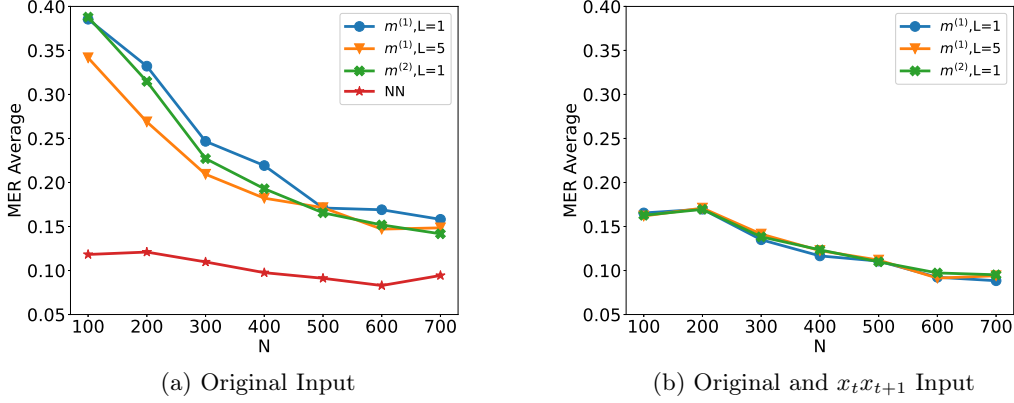 0.40
0.35
0.30
0.25
0.20
0.15
0.10
0.05
MER Average
100 200 300 400 500 600 700
N
m⁽¹⁾,L=1
m⁽¹⁾,L=5
m⁽²⁾,L=1
NN
(a) Original Input
0.40
0.35
0.30
0.25
0.20
0.15
0.10
0.05
MER Average
100 200 300 400 500 600 700
N
m⁽¹⁾,L=1
m⁽¹⁾,L=5
m⁽²⁾,L=1
(b) Original and xₜxₜ₊₁ Input